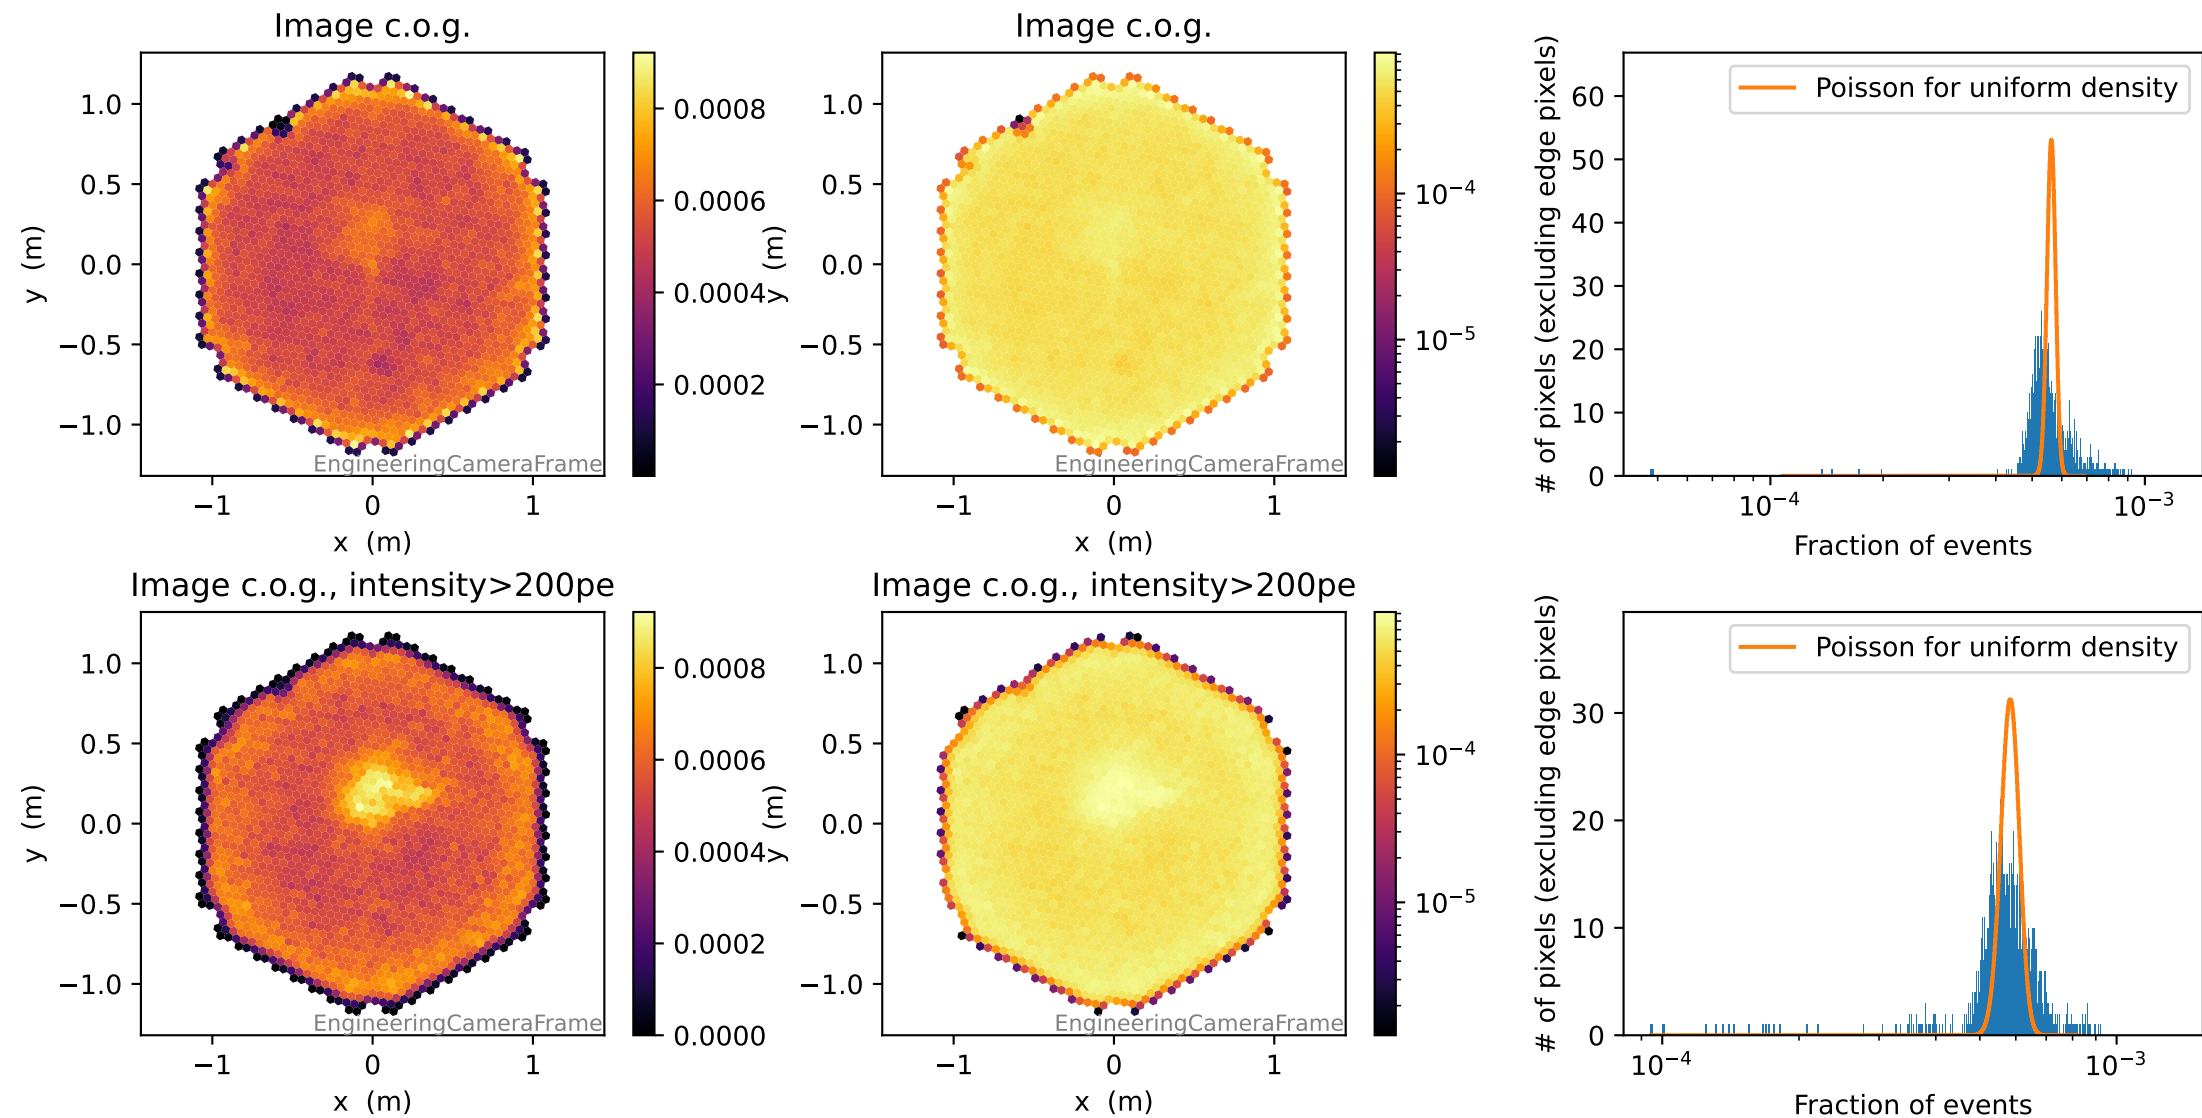 Image c.o.g.
1.0
0.5
0.0
−0.5
−1.0
y (m)
−1
0
1
x (m)
EngineeringCameraFrame
0.0008
0.0006
0.0004
0.0002
Image c.o.g.
1.0
0.5
0.0
−0.5
−1.0
y (m)
−1
0
1
x (m)
EngineeringCameraFrame
10⁻⁴
10⁻⁵
# of pixels (excluding edge pixels)
60
50
40
30
20
10
0
Poisson for uniform density
10⁻⁴
10⁻³
Fraction of events
Image c.o.g., intensity>200pe
1.0
0.5
0.0
−0.5
−1.0
y (m)
−1
0
1
x (m)
EngineeringCameraFrame
0.0008
0.0006
0.0004
0.0002
0.0000
Image c.o.g., intensity>200pe
1.0
0.5
0.0
−0.5
−1.0
y (m)
−1
0
1
x (m)
EngineeringCameraFrame
10⁻⁴
10⁻⁵
# of pixels (excluding edge pixels)
30
20
10
0
Poisson for uniform density
10⁻⁴
10⁻³
Fraction of events